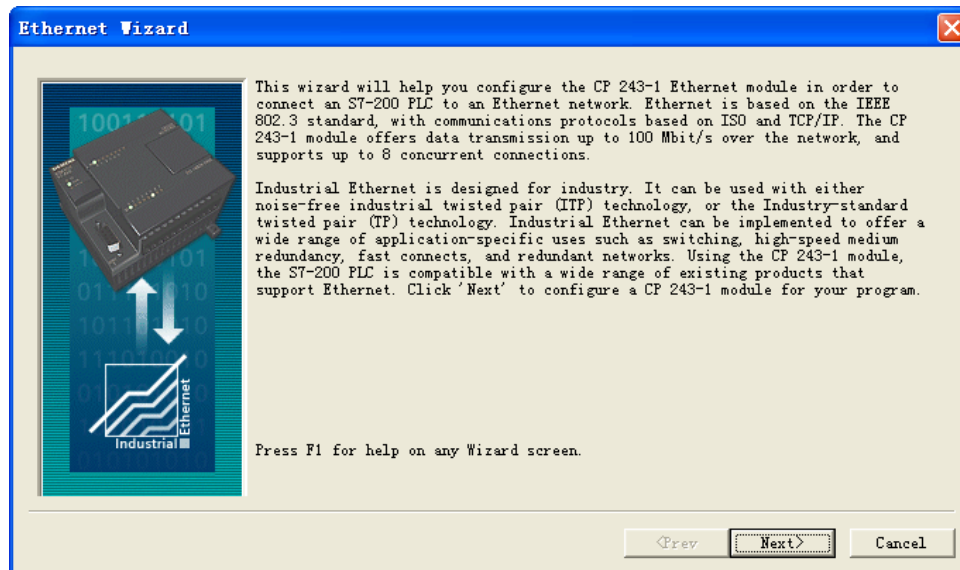 Ethernet Wizard
This wizard will help you configure the CP 243-1 Ethernet module in order to
connect an S7-200 PLC to an Ethernet network. Ethernet is based on the IEEE
802.3 standard, with communications protocols based on ISO and TCP/IP. The CP
243-1 module offers data transmission up to 100 Mbit/s over the network, and
supports up to 8 concurrent connections.
Industrial Ethernet is designed for industry. It can be used with either
noise-free industrial twisted pair (ITP) technology, or the Industry-standard
twisted pair (TP) technology. Industrial Ethernet can be implemented to offer a
wide range of application-specific uses such as switching, high-speed medium
redundancy, fast connects, and redundant networks. Using the CP 243-1 module,
the S7-200 PLC is compatible with a wide range of existing products that
support Ethernet. Click 'Next' to configure a CP 243-1 module for your program.
Industrial
Ethernet
Press F1 for help on any Wizard screen.
<Prev
Next>
Cancel